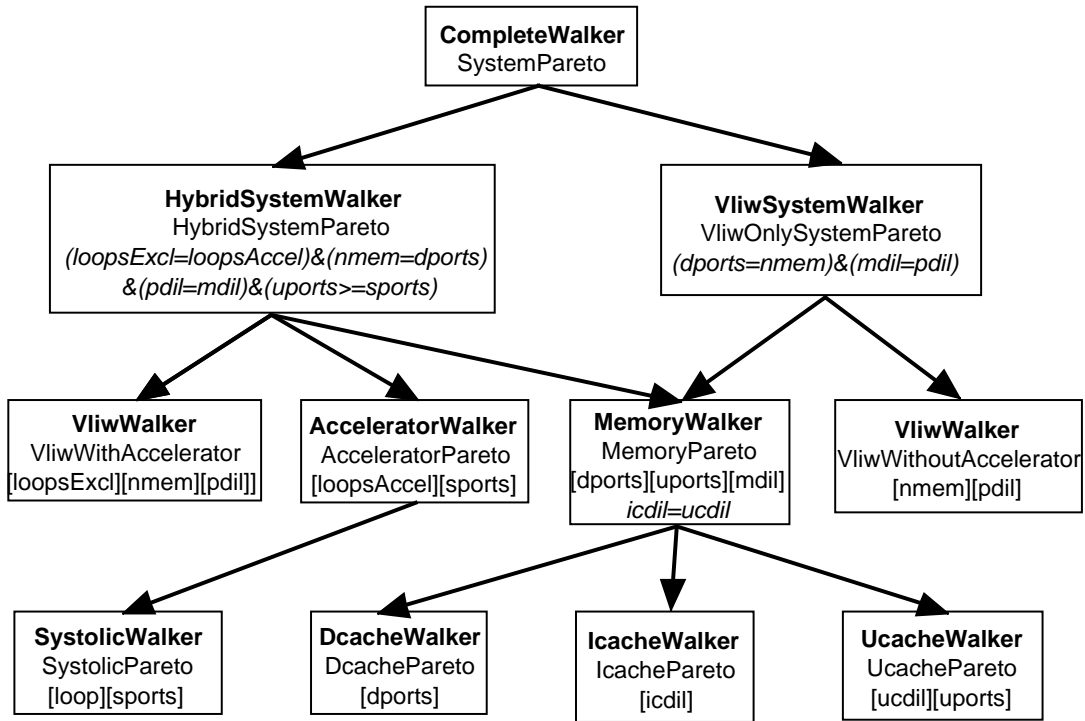 CompleteWalker
SystemPareto
HybridSystemWalker
HybridSystemPareto
(loopsExcl=loopsAccel)&(nmem=dports)
&(pdil=mdil)&(uports>=sports)
VliwSystemWalker
VliwOnlySystemPareto
(dports=nmem)&(mdil=pdil)
VliwWalker
VliwWithAccelerator
[loopsExcl][nmem][pdil]]
AcceleratorWalker
AcceleratorPareto
[loopsAccel][sports]
MemoryWalker
MemoryPareto
[dports][uports][mdil]
icdil=ucdil
VliwWalker
VliwWithoutAccelerator
[nmem][pdil]
SystolicWalker
SystolicPareto
[loop][sports]
DcacheWalker
DcachePareto
[dports]
IcacheWalker
IcachePareto
[icdil]
UcacheWalker
UcachePareto
[ucdil][uports]